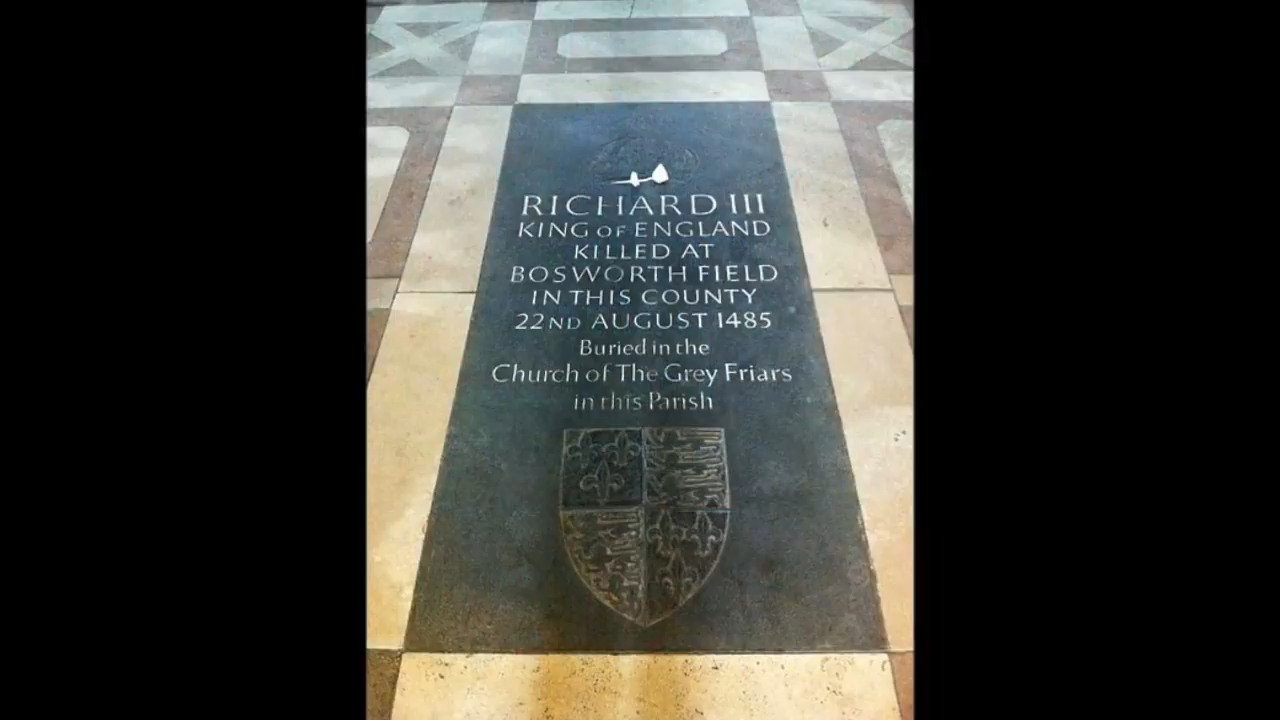 RICHARD III
KING OF ENGLAND
KILLED AT
BOSWORTH FIELD
IN THIS COUNTY
22ND AUGUST 1485
Buried in the
Church of The Grey Friars
in this Parish